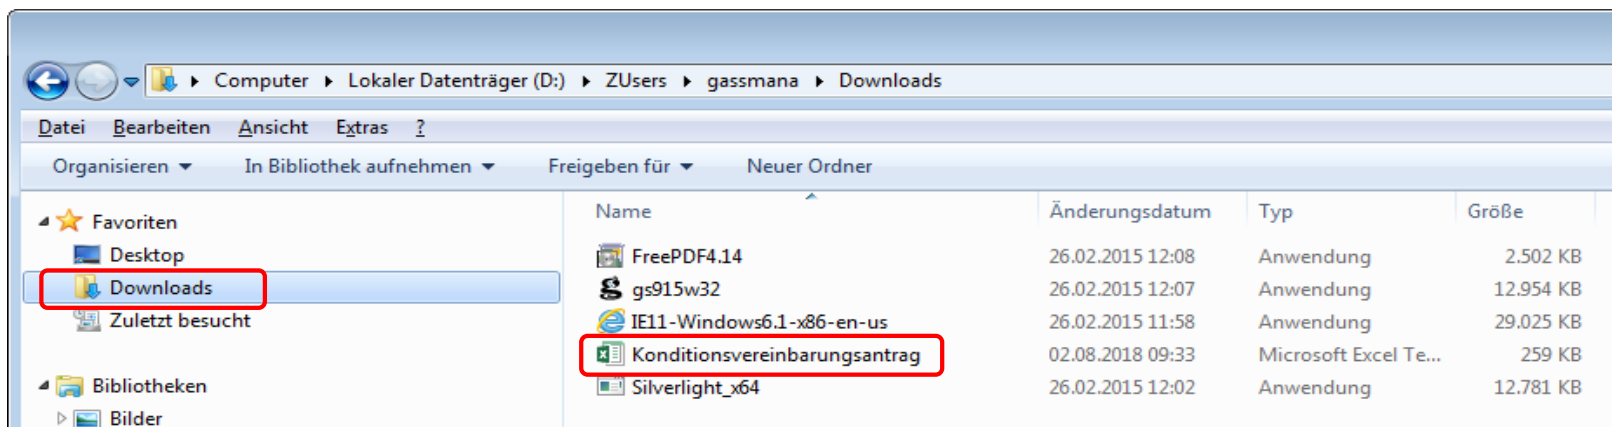 Computer Lokaler Datenträger (D:) ZUsers gassmana Downloads
Datei Bearbeiten Ansicht Extras ?
Organisieren In Bibliothek aufnehmen Freigeben für Neuer Ordner
Favoriten
Desktop
Downloads
Zuletzt besucht
Bibliotheken
Bilder
Name Änderungsdatum Typ Größe
FreePDF4.14 26.02.2015 12:08 Anwendung 2.502 KB
gs915w32 26.02.2015 12:07 Anwendung 12.954 KB
IE11-Windows6.1-x86-en-us 26.02.2015 11:58 Anwendung 29.025 KB
Konditionsvereinbarungsantrag 02.08.2018 09:33 Microsoft Excel Te... 259 KB
Silverlight_x64 26.02.2015 12:02 Anwendung 12.781 KB